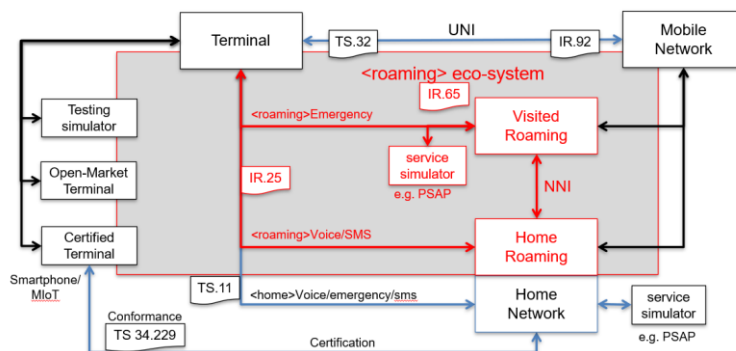 Terminal
TS.32
UNI
IR.92
Mobile
Network
<roaming> eco-system
IR.65
<roaming>Emergency
Testing
simulator
Visited
Roaming
service
simulator
e.g. PSAP
Open-Market
Terminal
IR.25
NNI
Certified
Terminal
<roaming>Voice/SMS
Home
Roaming
Smartphone/
MIoT
TS.11
<home>Voice/emergency/sms
Home
Network
service
simulator
e.g. PSAP
Conformance
TS 34.229
Certification